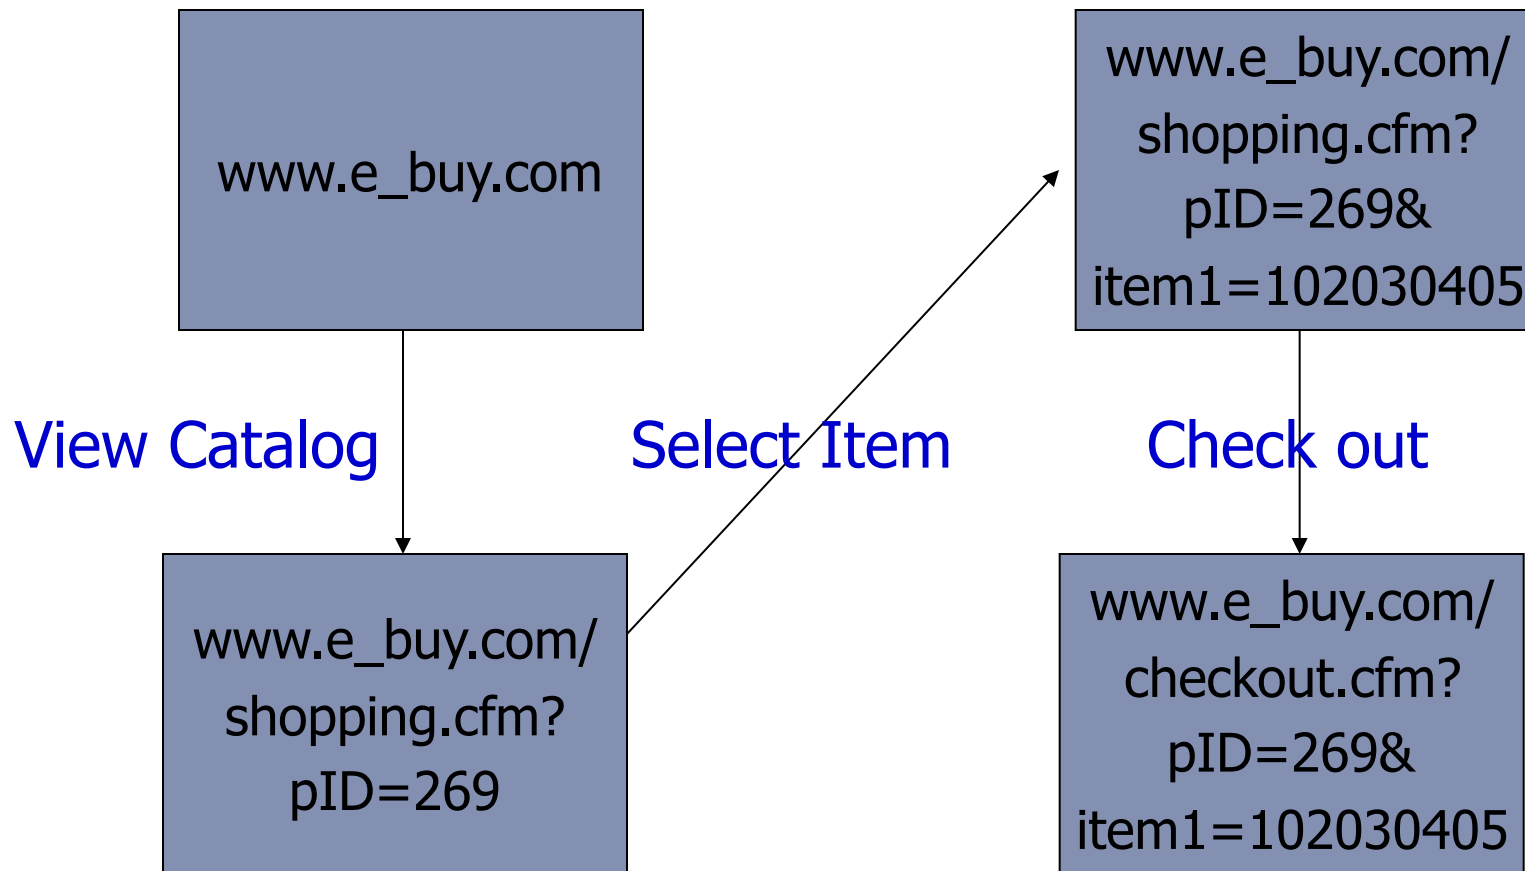 www.e_buy.com
www.e_buy.com/
shopping.cfm?
pID=269&
item1=102030405
View Catalog
Select Item
Check out
www.e_buy.com/
shopping.cfm?
pID=269
www.e_buy.com/
checkout.cfm?
pID=269&
item1=102030405